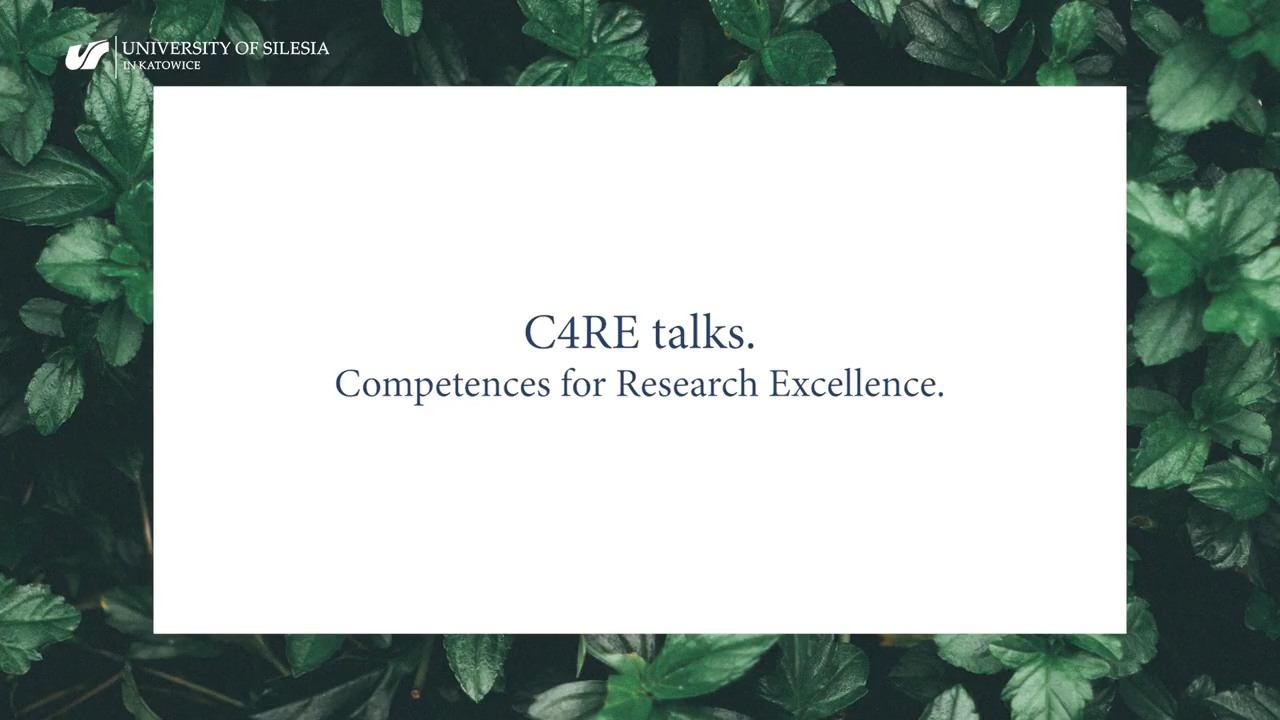 UNIVERSITY OF SILESIA
IN KATOWICE
C4RE talks.
Competences for Research Excellence.